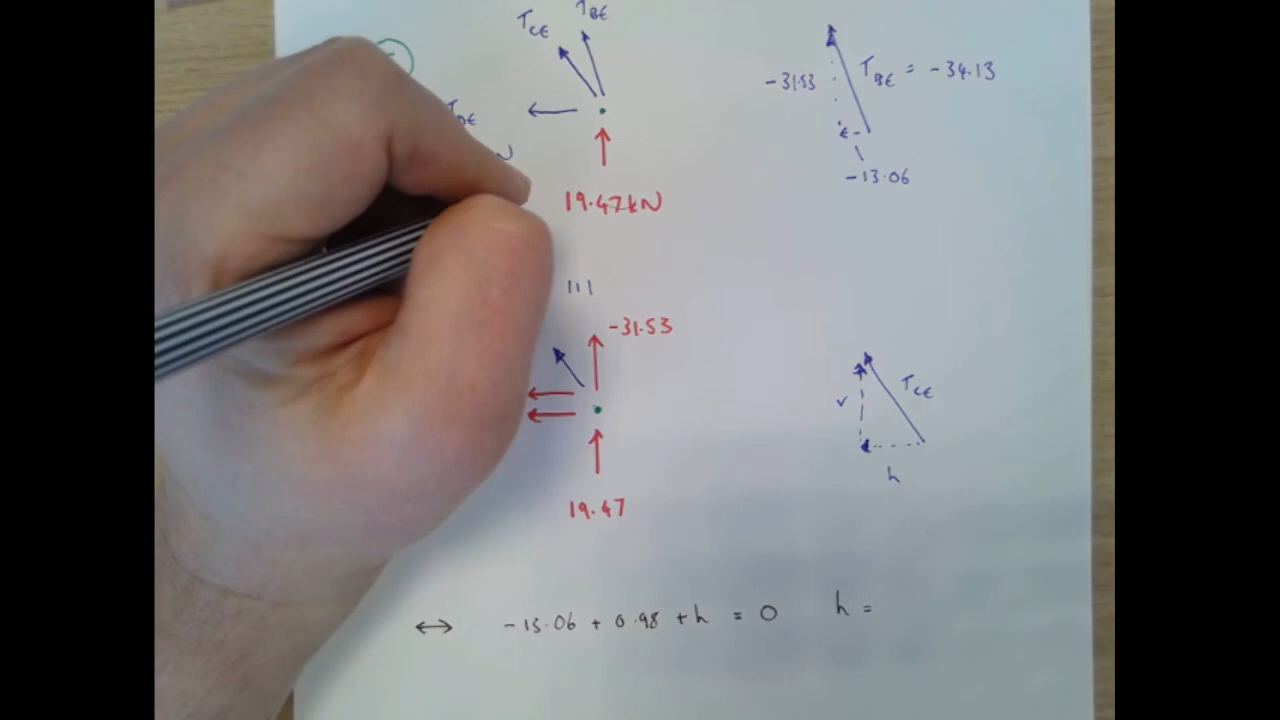 T_CE T_BE
-31.53 T_BE = -34.13
-13.06
19.47kN
-31.53
T_CE
v
h
19.47
↔ -13.06 + 0.98 + h = 0 h =